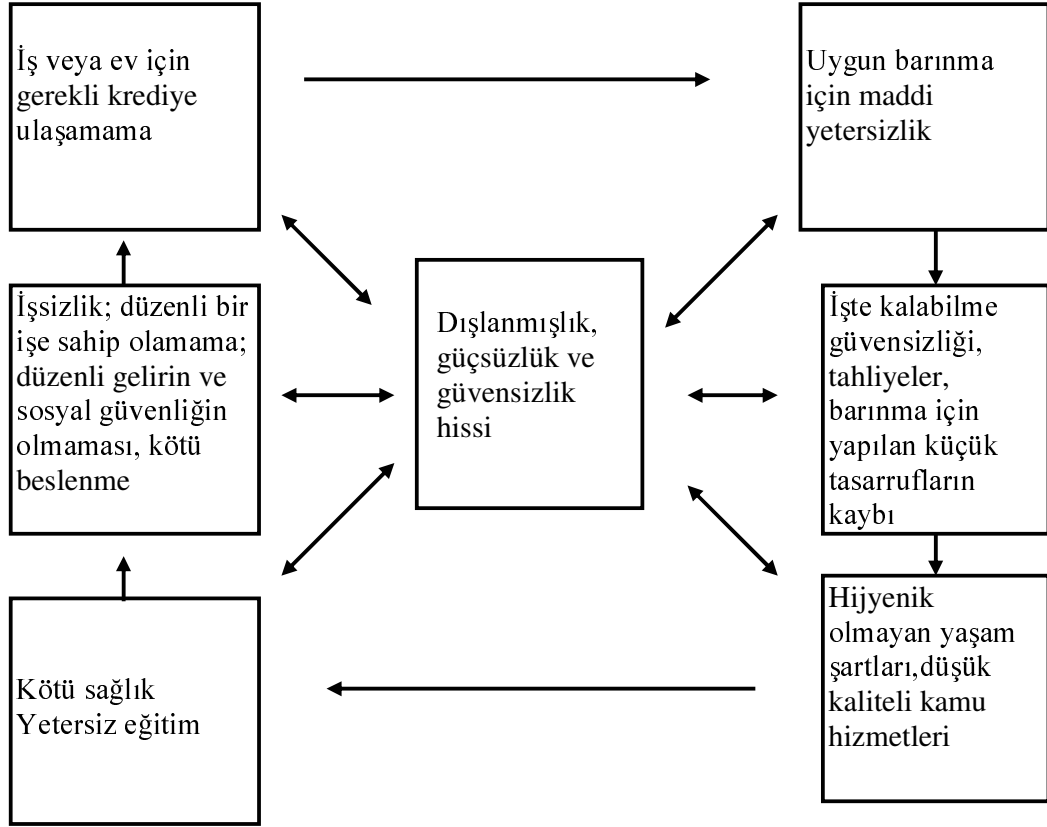 İş veya ev için
gerekli krediye
ulaşamama
Uygun barınma
için maddi
yetersizlik
İşsizlik; düzenli bir
işe sahip olamama;
düzenli gelirin ve
sosyal güvenliğin
olmaması, kötü
beslenme
Dışlanmışlık,
güçsüzlük ve
güvensizlik
hissi
İşte kalabilme
güvensizliği,
tahliyeler,
barınma için
yapılan küçük
tasarrufların
kaybı
Kötü sağlık
Yetersiz eğitim
Hijyenik
olmayan yaşam
şartları,düşük
kaliteli kamu
hizmetleri